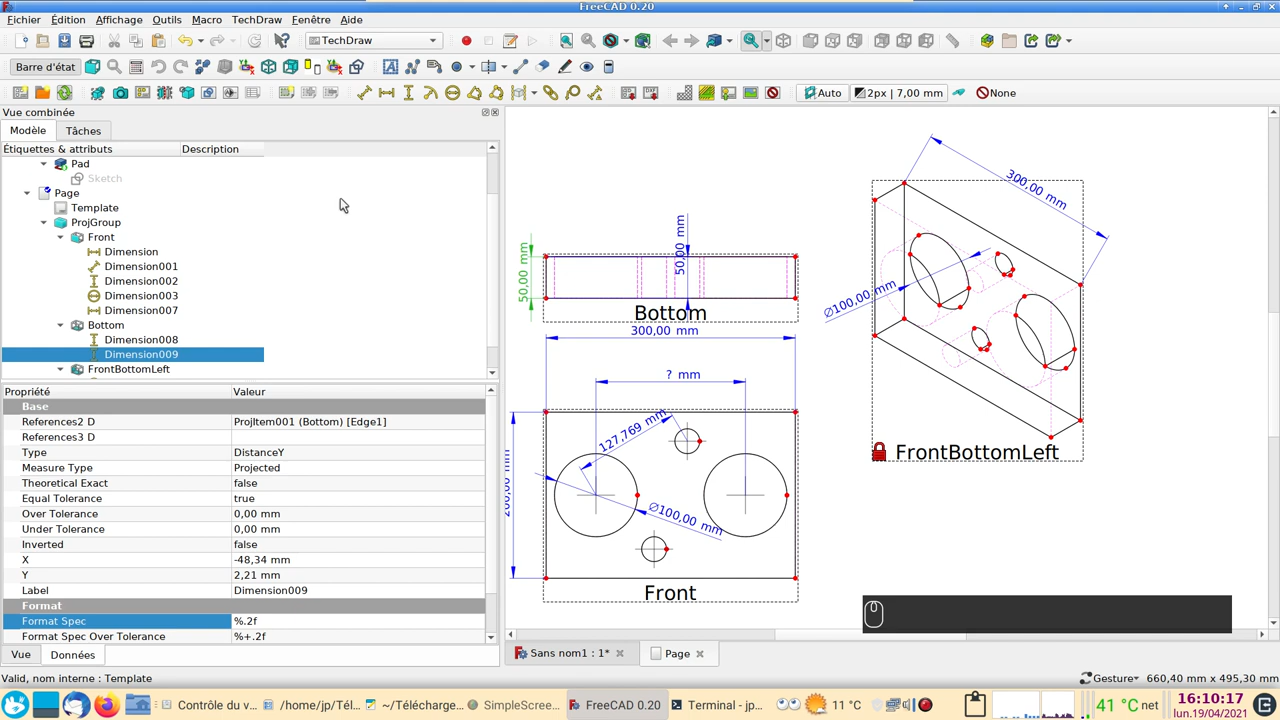 FreeCAD 0.20
Fichier Édition Affichage Outils Macro TechDraw Fenêtre Aide
TechDraw
Barre d'état
Auto 2px | 7,00 mm None
Vue combinée
Modèle Tâches
Étiquettes & attributs Description
Pad
Sketch
Page
Template
ProjGroup
Front
Dimension
Dimension001
Dimension002
Dimension003
Dimension007
Bottom
Dimension008
Dimension009
FrontBottomLeft
Propriété Valeur
Base
References2 D ProjItem001 (Bottom) [Edge1]
References3 D
Type DistanceY
Measure Type Projected
Theoretical Exact false
Equal Tolerance true
Over Tolerance 0,00 mm
Under Tolerance 0,00 mm
Inverted false
X -48,34 mm
Y 2,21 mm
Label Dimension009
Format
Format Spec %.2f
Format Spec Over Tolerance %+.2f
Vue Données
50,00 mm
50,00 mm
Bottom
300,00 mm
? mm
127,769 mm
200,00 mm
∅100,00 mm
Front
300,00 mm
∅100,00 mm
FrontBottomLeft
Sans nom1 : 1* Page
Valid, nom interne : Template
Gesture 660,40 mm x 495,30 mm
Contrôle du v... /home/jp/Tél... ~/Télécharge... SimpleScree... FreeCAD 0.20 Terminal - jp... 11 °C 41 °C net 16:10:17
lun.19/04/2021